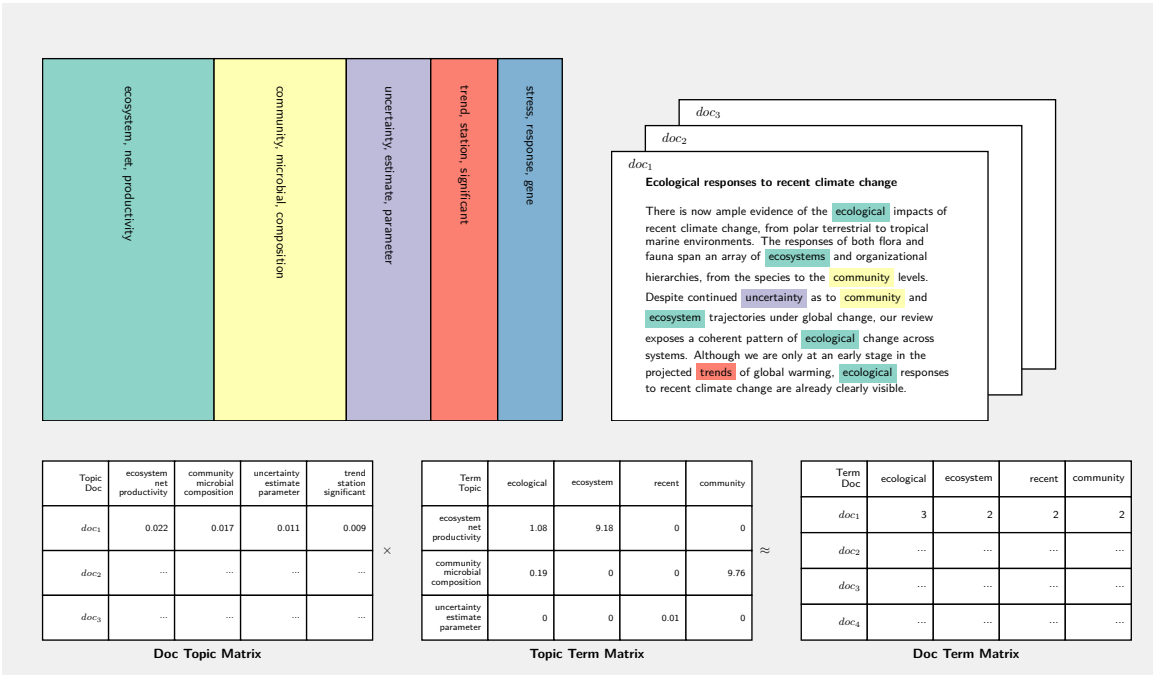 ecosystem, net, productivity
community, microbial, composition
uncertainty, estimate, parameter
trend, station, significant
stress, response, gene
doc3
doc2
doc1
Ecological responses to recent climate change
There is now ample evidence of the ecological impacts of
recent climate change, from polar terrestrial to tropical
marine environments. The responses of both flora and
fauna span an array of ecosystems and organizational
hierarchies, from the species to the community levels.
Despite continued uncertainty as to community and
ecosystem trajectories under global change, our review
exposes a coherent pattern of ecological change across
systems. Although we are only at an early stage in the
projected trends of global warming, ecological responses
to recent climate change are already clearly visible.
Topic
Doc
ecosystem
net
productivity
community
microbial
composition
uncertainty
estimate
parameter
trend
station
significant
doc1 0.022 0.017 0.011 0.009
doc2 ... ... ... ...
doc3 ... ... ... ...
Doc Topic Matrix
×
Term
Topic
ecological ecosystem recent community
ecosystem
net
productivity
1.08 9.18 0 0
community
microbial
composition
0.19 0 0 9.76
uncertainty
estimate
parameter
0 0 0.01 0
Topic Term Matrix
≈
Term
Doc
ecological ecosystem recent community
doc1 3 2 2 2
doc2 ... ... ... ...
doc3 ... ... ... ...
doc4 ... ... ... ...
Doc Term Matrix